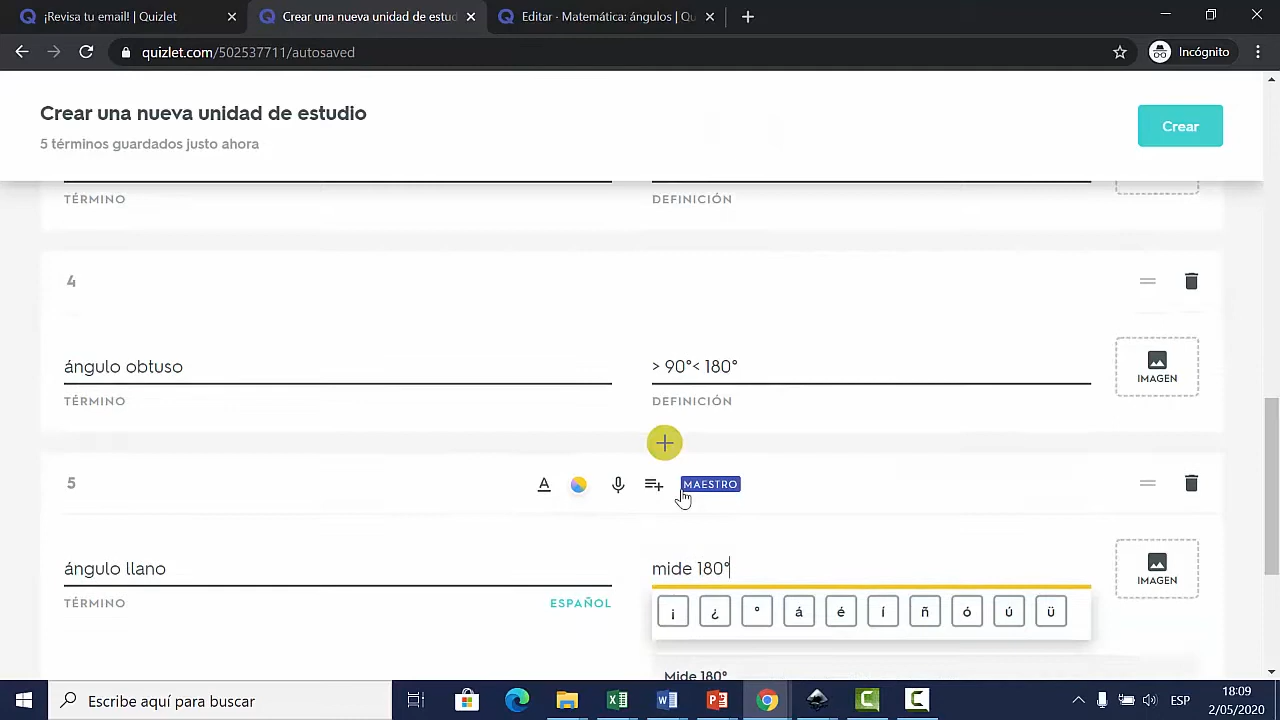 ¡Revisa tu email! | Quizlet
Crear una nueva unidad de estud
Editar · Matemática: ángulos | Qu
quizlet.com/502537711/autosaved
Incógnito
Crear una nueva unidad de estudio
5 términos guardados justo ahora
Crear
TÉRMINO
DEFINICIÓN
4
ángulo obtuso
> 90°< 180°
IMAGEN
TÉRMINO
DEFINICIÓN
5
A
MAESTRO
ángulo llano
mide 180°
IMAGEN
TÉRMINO
ESPAÑOL
¡ ¿ ° á é í ñ ó ú ü
Mide 180°
Escribe aquí para buscar
ESP
18:09
2/05/2020